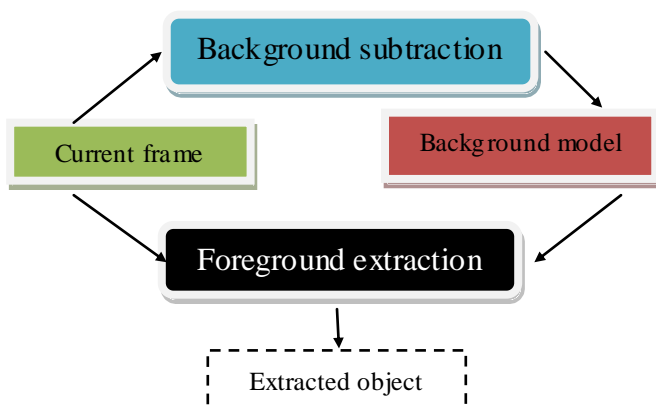 Background subtraction
Current frame
Background model
Foreground extraction
Extracted object